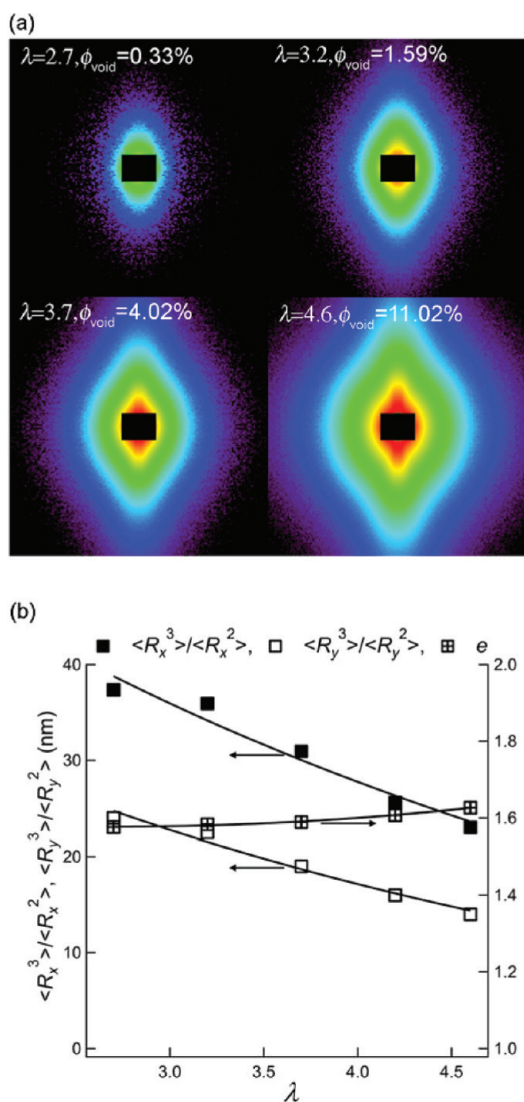 (a)
λ=2.7,ϕvoid=0.33%
λ=3.2,ϕvoid=1.59%
λ=3.7,ϕvoid=4.02%
λ=4.6,ϕvoid=11.02%
(b)
<Rx³>/<Rx²>, <Ry³>/<Ry²>, e
<Rx³>/<Rx²>, <Ry³>/<Ry²> (nm)
40
30
20
10
0
2.0
1.8
1.6
1.4
1.2
1.0
3.0 3.5 4.0 4.5
λ